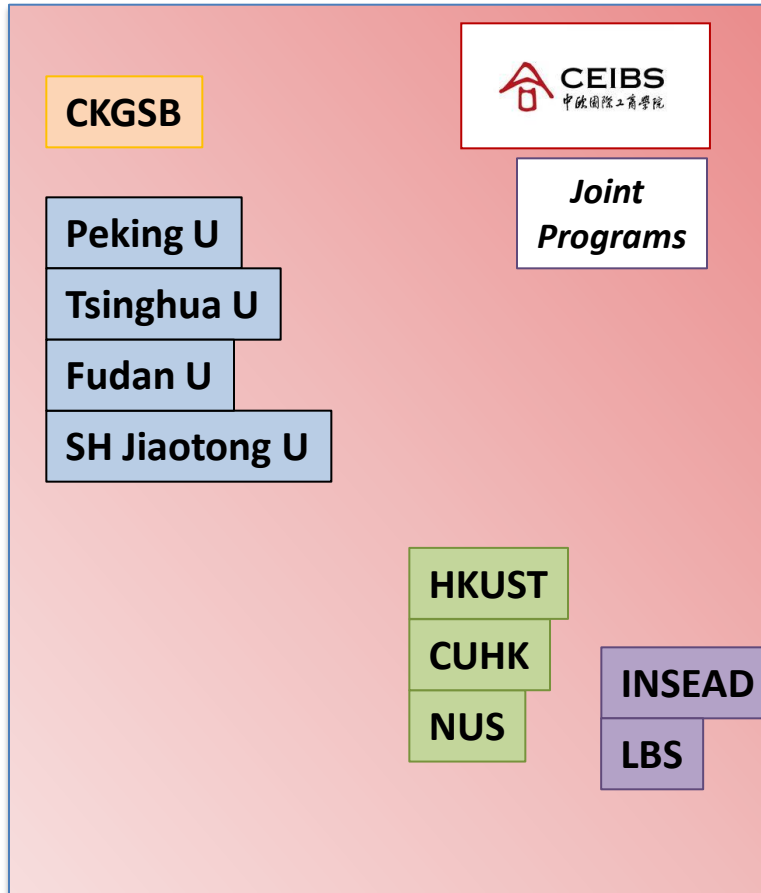 CKGSB
CEIBS
中欧国际工商學院
Joint
Programs
Peking U
Tsinghua U
Fudan U
SH Jiaotong U
HKUST
CUHK
NUS
INSEAD
LBS